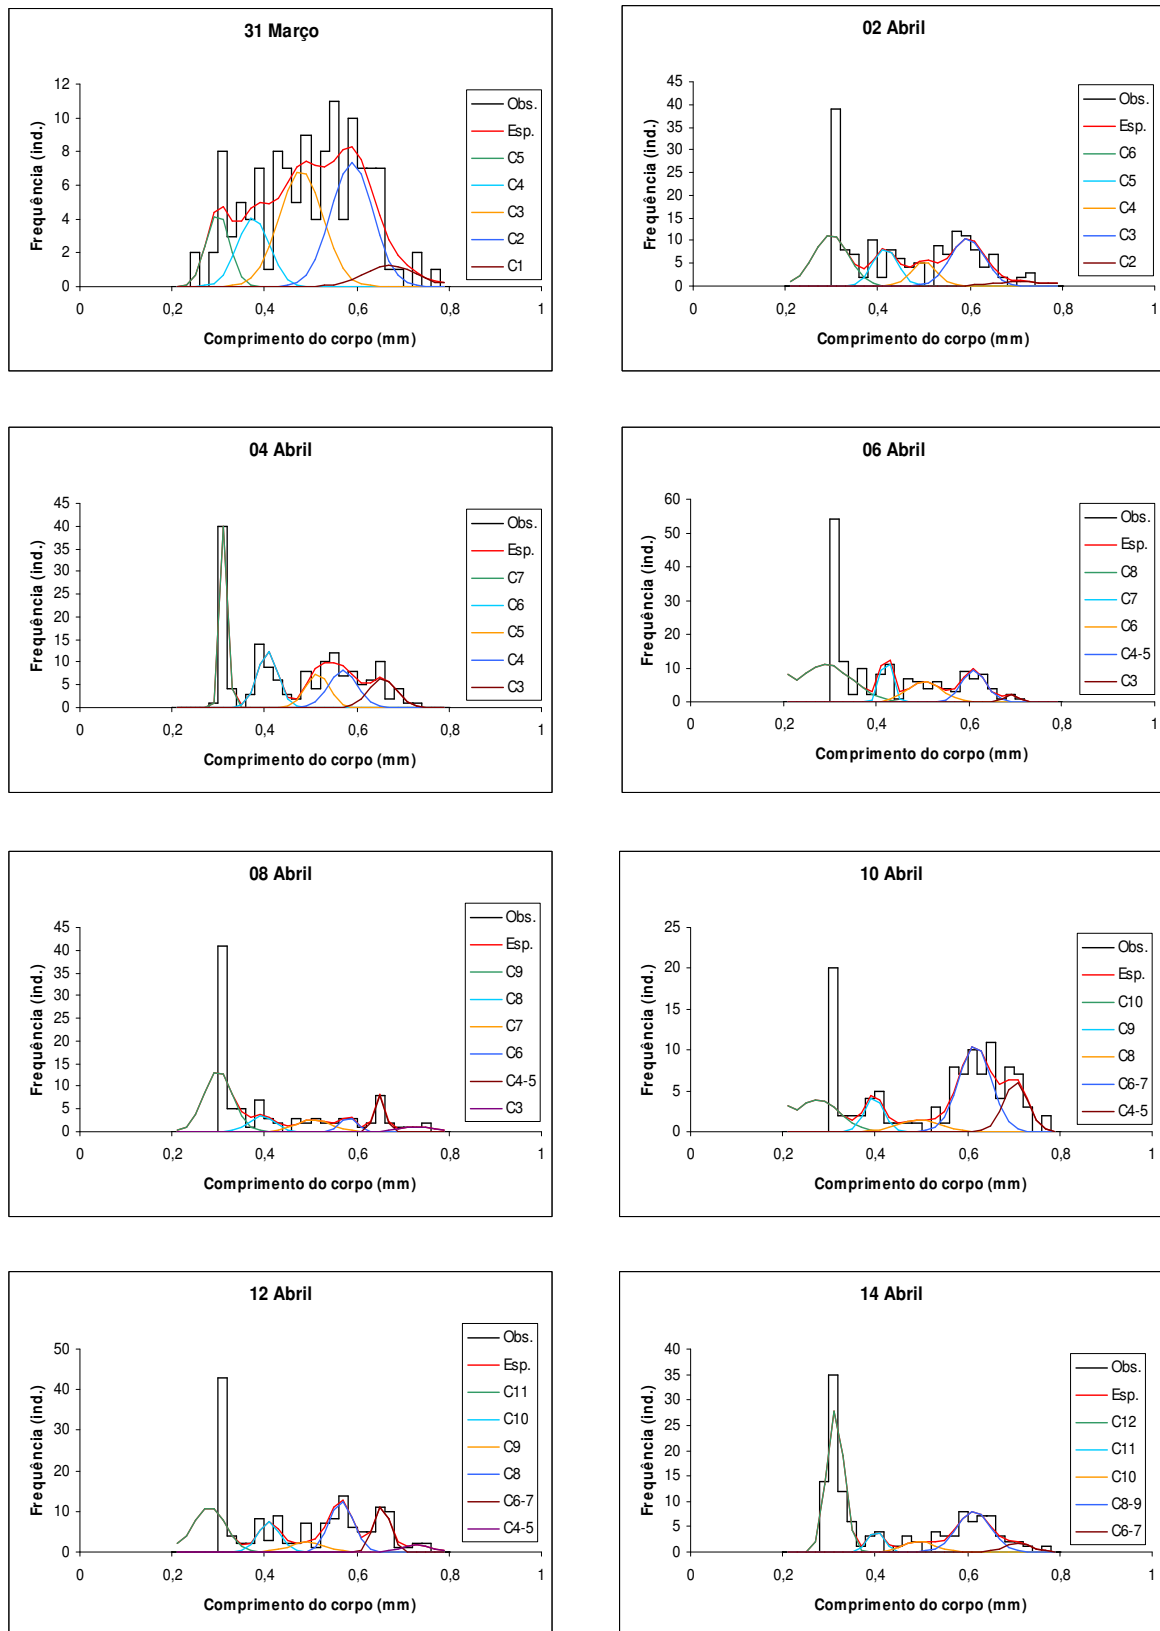 31 Março
12
10
8
6
4
2
0
0
0,2
0,4
0,6
0,8
1
Frequência (ind.)
Comprimento do corpo (mm)
Obs.
Esp.
C5
C4
C3
C2
C1
02 Abril
45
40
35
30
25
20
15
10
5
0
0
0,2
0,4
0,6
0,8
1
Frequência (ind.)
Comprimento do corpo (mm)
Obs.
Esp.
C6
C5
C4
C3
C2
04 Abril
45
40
35
30
25
20
15
10
5
0
0
0,2
0,4
0,6
0,8
1
Frequência (ind.)
Comprimento do corpo (mm)
Obs.
Esp.
C7
C6
C5
C4
C3
06 Abril
60
50
40
30
20
10
0
0
0,2
0,4
0,6
0,8
1
Frequência (ind.)
Comprimento do corpo (mm)
Obs.
Esp.
C8
C7
C6
C4-5
C3
08 Abril
45
40
35
30
25
20
15
10
5
0
0
0,2
0,4
0,6
0,8
1
Frequência (ind.)
Comprimento do corpo (mm)
Obs.
Esp.
C9
C8
C7
C6
C4-5
C3
10 Abril
25
20
15
10
5
0
0
0,2
0,4
0,6
0,8
1
Frequência (ind.)
Comprimento do corpo (mm)
Obs.
Esp.
C10
C9
C8
C6-7
C4-5
12 Abril
50
40
30
20
10
0
0
0,2
0,4
0,6
0,8
1
Frequência (ind.)
Comprimento do corpo (mm)
Obs.
Esp.
C11
C10
C9
C8
C6-7
C4-5
14 Abril
40
35
30
25
20
15
10
5
0
0
0,2
0,4
0,6
0,8
1
Frequência (ind.)
Comprimento do corpo (mm)
Obs.
Esp.
C12
C11
C10
C8-9
C6-7